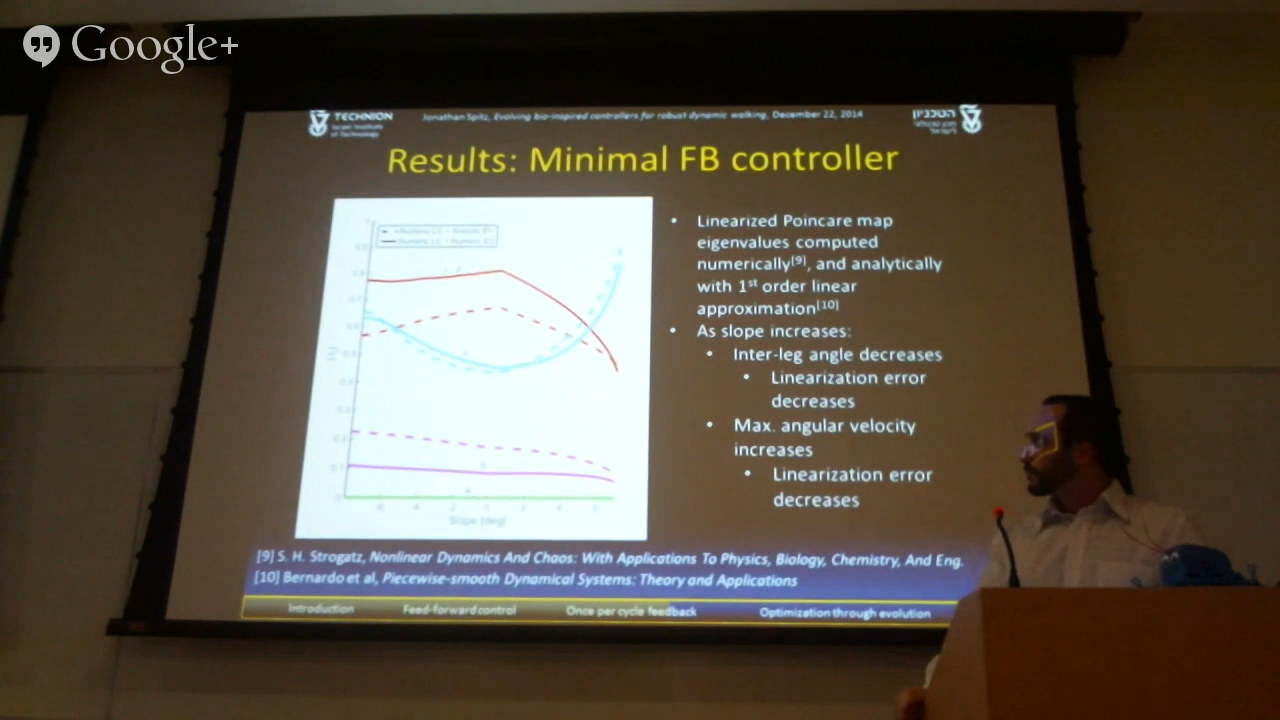 Google+
TECHNION
Israel Institute
of Technology
Jonathan Spitz, Evolving bio-inspired controllers for robust dynamic walking, December 22, 2014
הטכניון
Results: Minimal FB controller
• Linearized Poincare map
eigenvalues computed
numerically[9], and analytically
with 1st order linear
approximation[10]
• As slope increases:
• Inter-leg angle decreases
• Linearization error
decreases
• Max. angular velocity
increases
• Linearization error
decreases
Slope [deg]
[9] S. H. Strogatz, Nonlinear Dynamics And Chaos: With Applications To Physics, Biology, Chemistry, And Eng.
[10] Bernardo et al, Piecewise-smooth Dynamical Systems: Theory and Applications
Introduction Feed-forward control Once per cycle feedback Optimization through evolution